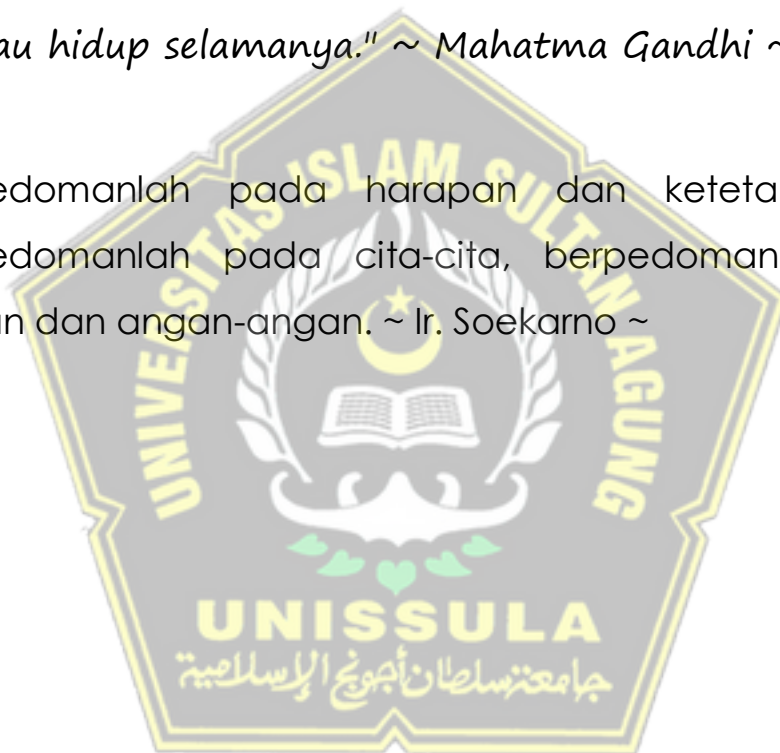 au hidup selamanya." ~ Mahatma Gandhi ~
edomanlah pada harapan dan keteta
edomanlah pada cita-cita, berpedoman
n dan angan-angan. ~ Ir. Soekarno ~
UNIVERSITAS ISLAM SULTAN AGUNG
UNISSULA
جامعة سلطان أجونج الإسلامية